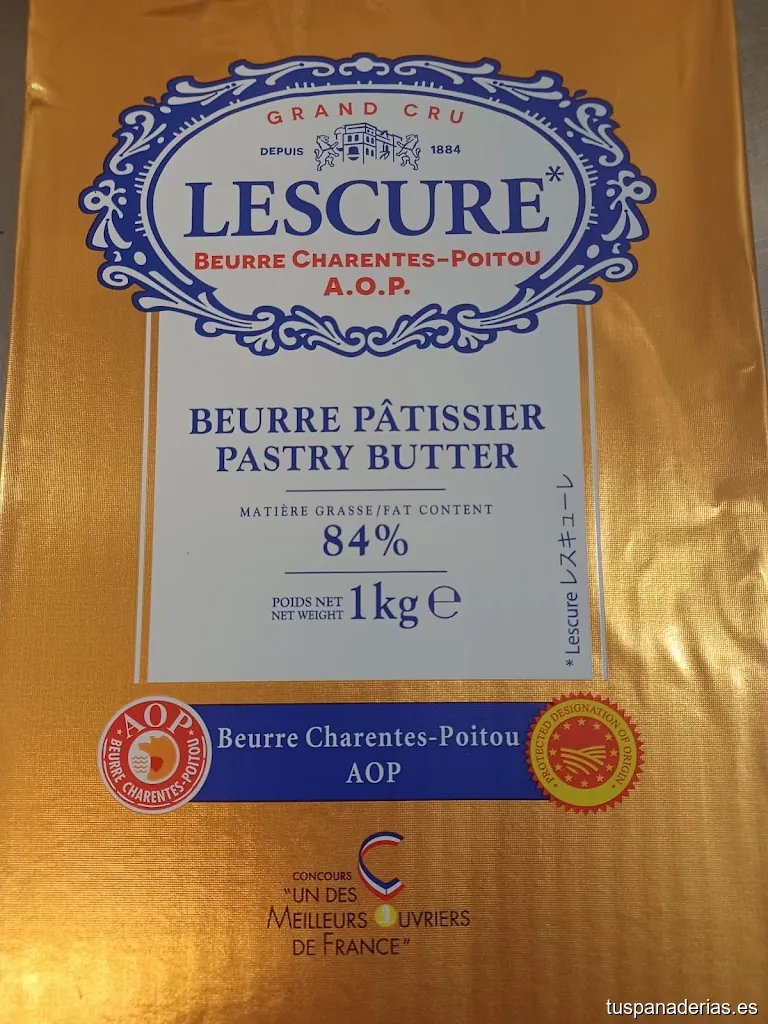 GRAND CRU
DEPUIS 1884
LESCURE*
BEURRE CHARENTES-POITOU
A.O.P.
BEURRE PÂTISSIER
PASTRY BUTTER
MATIÈRE GRASSE/FAT CONTENT
84%
POIDS NET
NET WEIGHT
1kg ℮
* Lescure レスキューレ
AOP
BEURRE CHARENTES-POITOU
Beurre Charentes-Poitou
AOP
PROTECTED DESIGNATION OF ORIGIN
CONCOURS
"UN DES
MEILLEURS OUVRIERS
DE FRANCE"
tuspanaderias.es